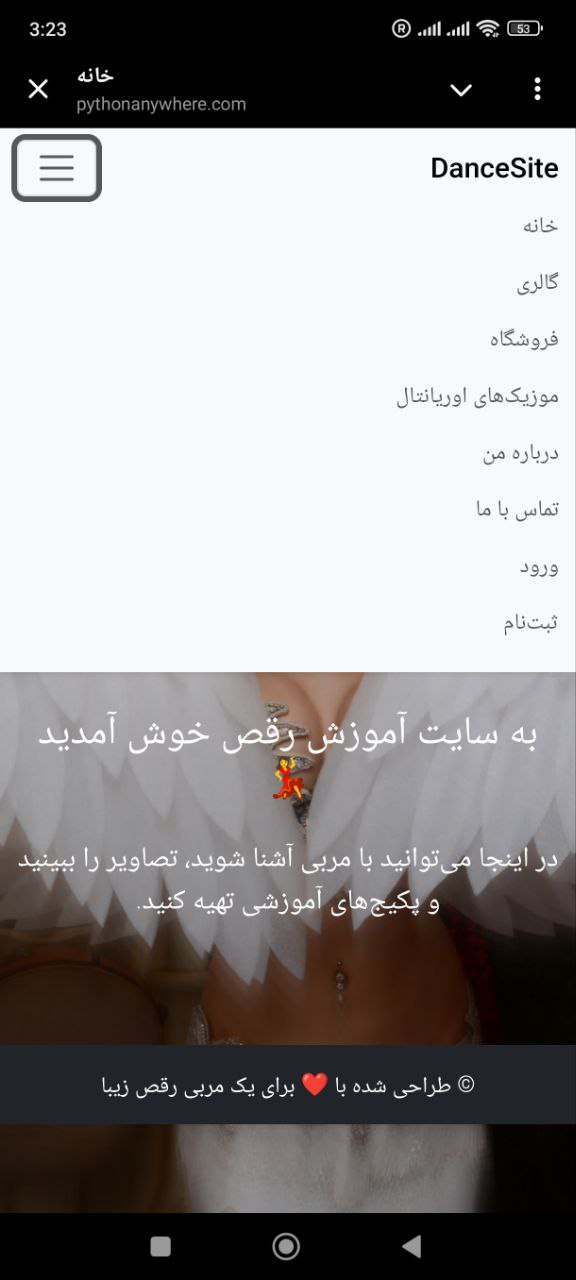 3:23
53
خانه
pythonanywhere.com
DanceSite
خانه
گالری
فروشگاه
موزیک‌های اوریانتال
درباره من
تماس با ما
ورود
ثبت‌نام
به سایت آموزش رقص خوش آمدید
💃
در اینجا می‌توانید با مربی آشنا شوید، تصاویر را ببینید
و پکیج‌های آموزشی تهیه کنید.
© طراحی شده با ❤️ برای یک مربی رقص زیبا